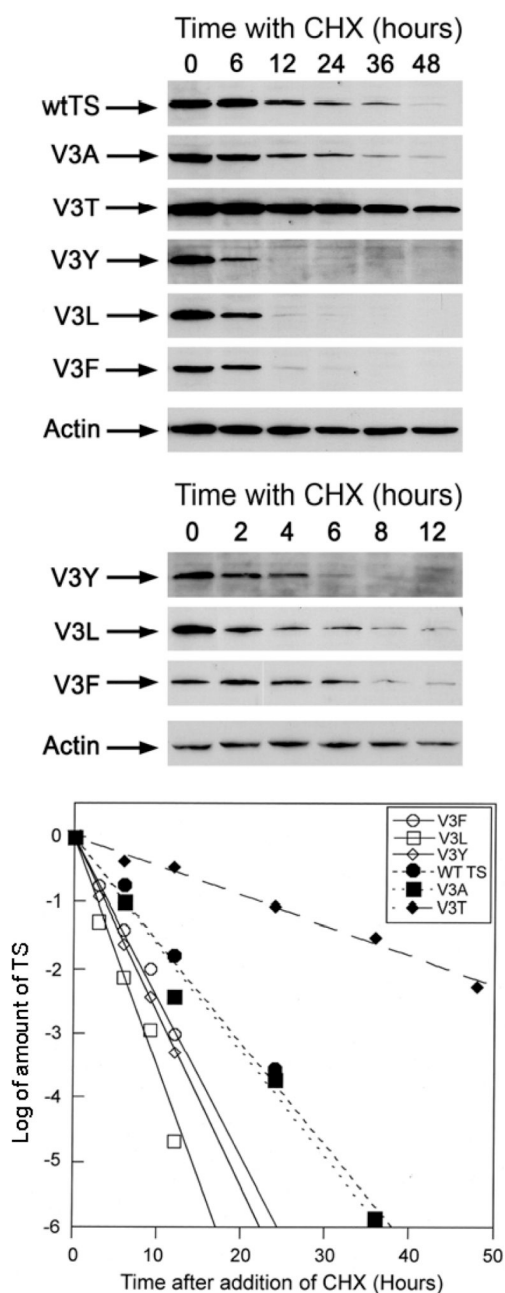 Time with CHX (hours)
0 6 12 24 36 48
wtTS
V3A
V3T
V3Y
V3L
V3F
Actin
Time with CHX (hours)
0 2 4 6 8 12
V3Y
V3L
V3F
Actin
Log of amount of TS
0
-1
-2
-3
-4
-5
-6
V3F
V3L
V3Y
WT TS
V3A
V3T
0 10 20 30 40 50
Time after addition of CHX (Hours)